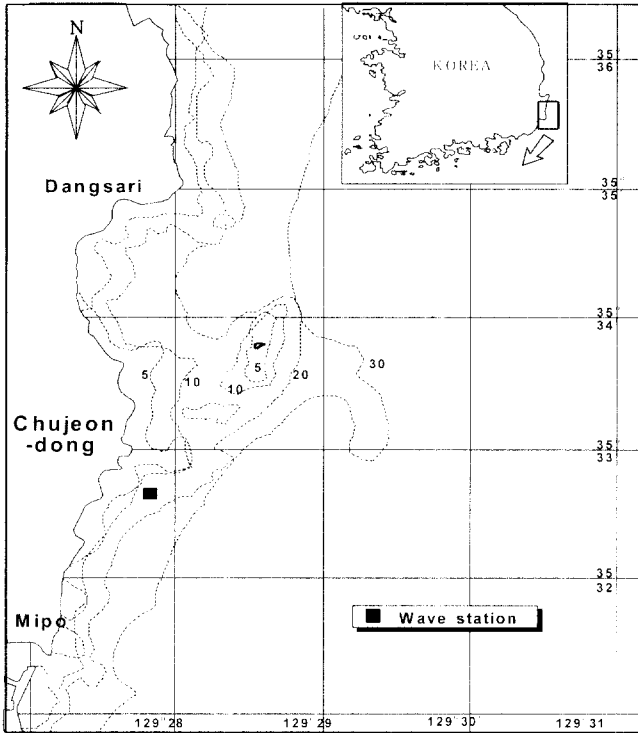 N
KOREA
35°
36'
Dangsari
35°
35'
35°
34'
5
10
10
5
20
30
Chujeon
-dong
35°
33'
35°
32'
Mipo
Wave station
129°28'
129°29'
129°30'
129°31'